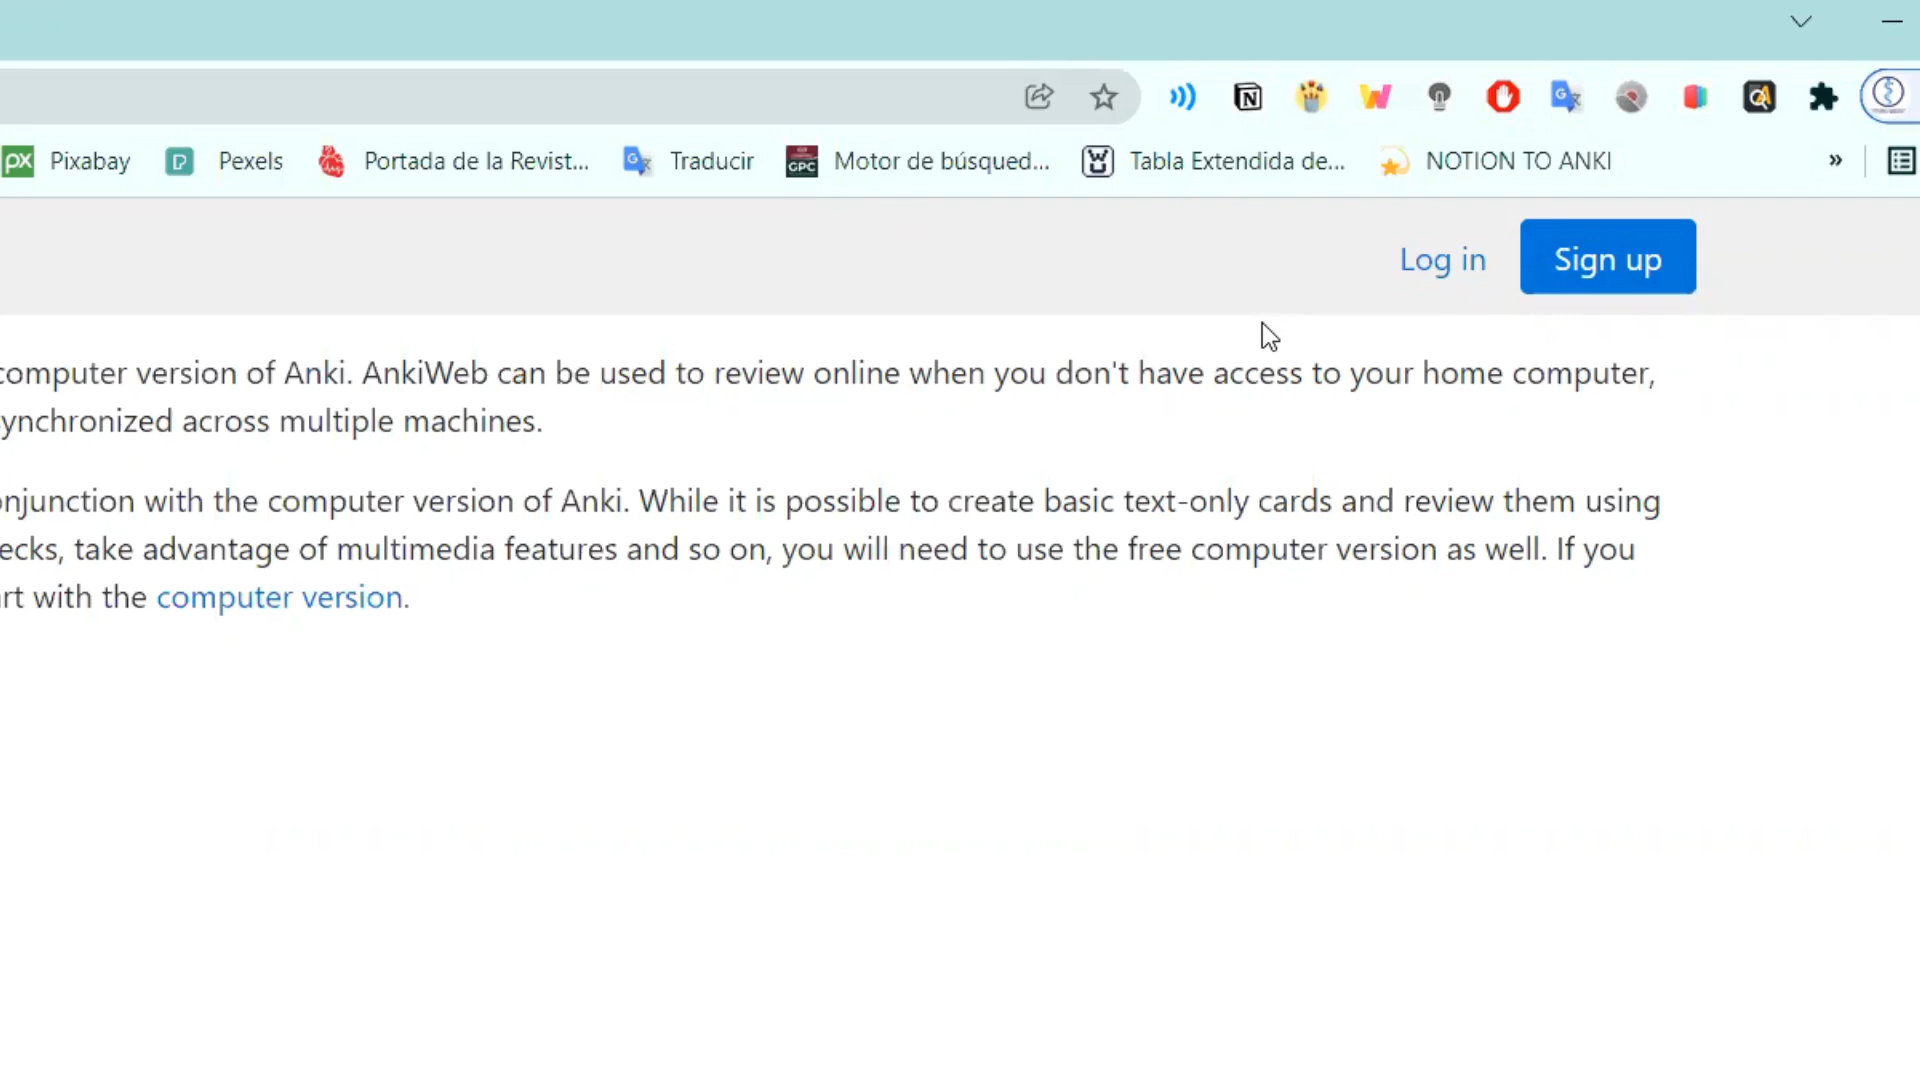 Pixabay Pexels Portada de la Revist... Traducir GPC Motor de búsqued... Tabla Extendida de... NOTION TO ANKI »
Log in Sign up
computer version of Anki. AnkiWeb can be used to review online when you don't have access to your home computer,
ynchronized across multiple machines.
onjunction with the computer version of Anki. While it is possible to create basic text-only cards and review them using
ecks, take advantage of multimedia features and so on, you will need to use the free computer version as well. If you
rt with the computer version.